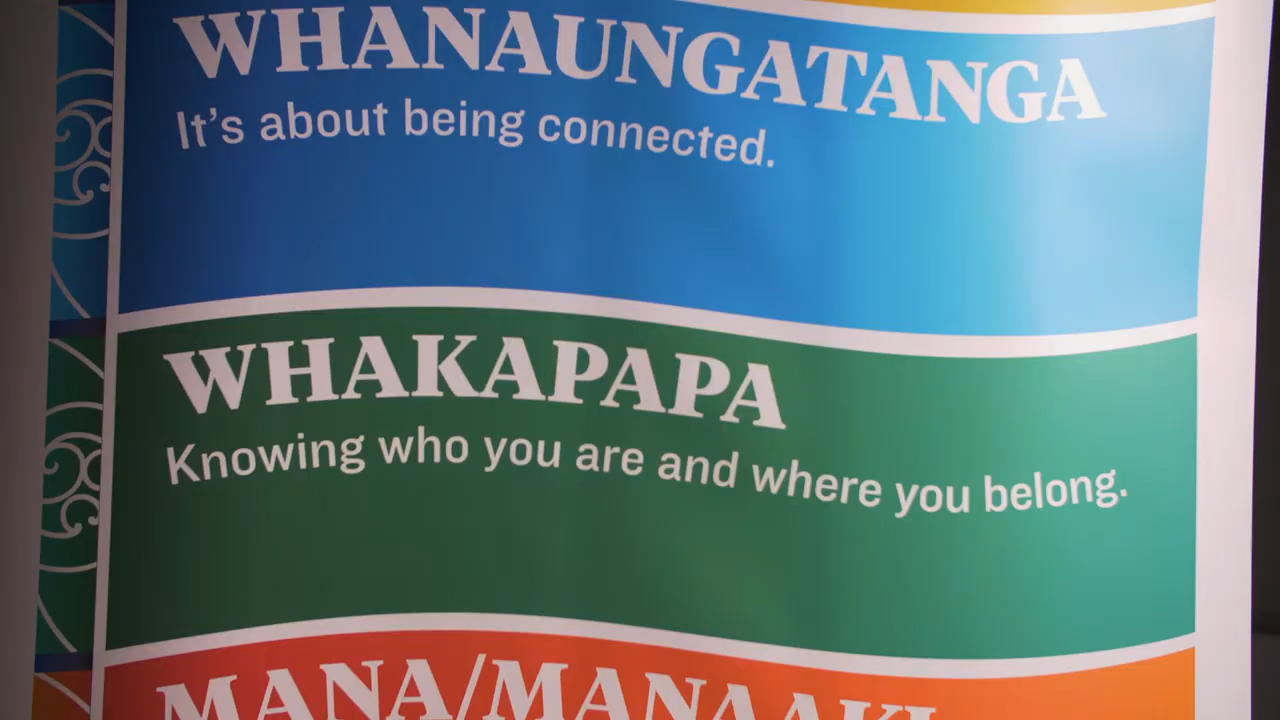 WHANAUNGATANGA
It's about being connected.
WHAKAPAPA
Knowing who you are and where you belong.
MANA/MANAAKI